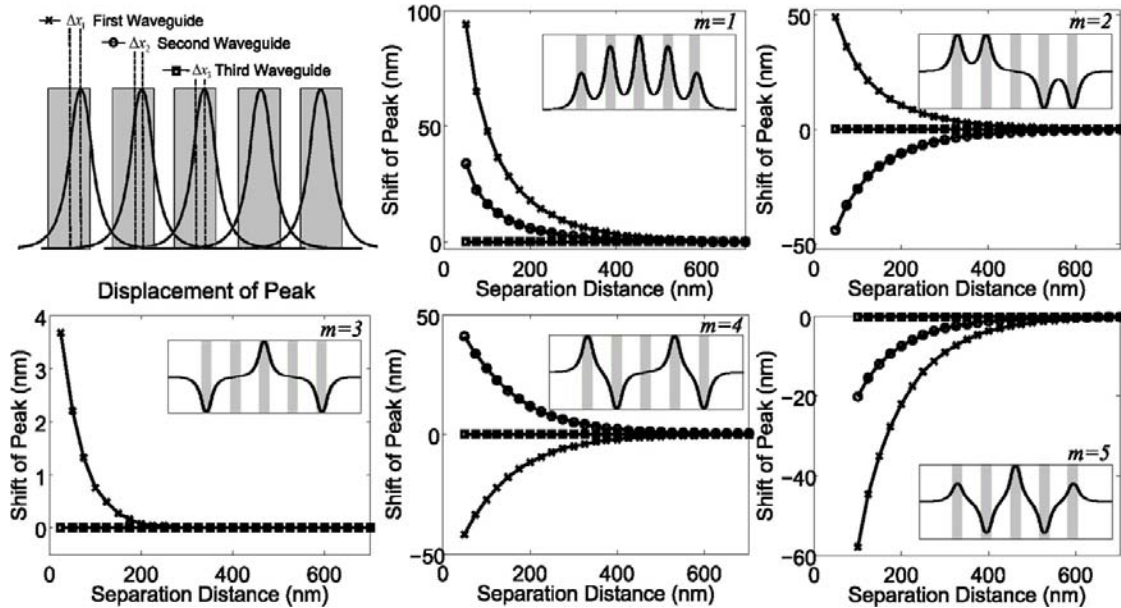 Δx₁ First Waveguide
Δx₂ Second Waveguide
Δx₃ Third Waveguide
Displacement of Peak
m=1
100
50
0
0 200 400 600
Shift of Peak (nm)
Separation Distance (nm)
m=2
50
0
−50
0 200 400 600
Shift of Peak (nm)
Separation Distance (nm)
m=3
4
3
2
1
0
0 200 400 600
Shift of Peak (nm)
Separation Distance (nm)
m=4
50
0
−50
0 200 400 600
Shift of Peak (nm)
Separation Distance (nm)
m=5
0
−20
−40
−60
0 200 400 600
Shift of Peak (nm)
Separation Distance (nm)